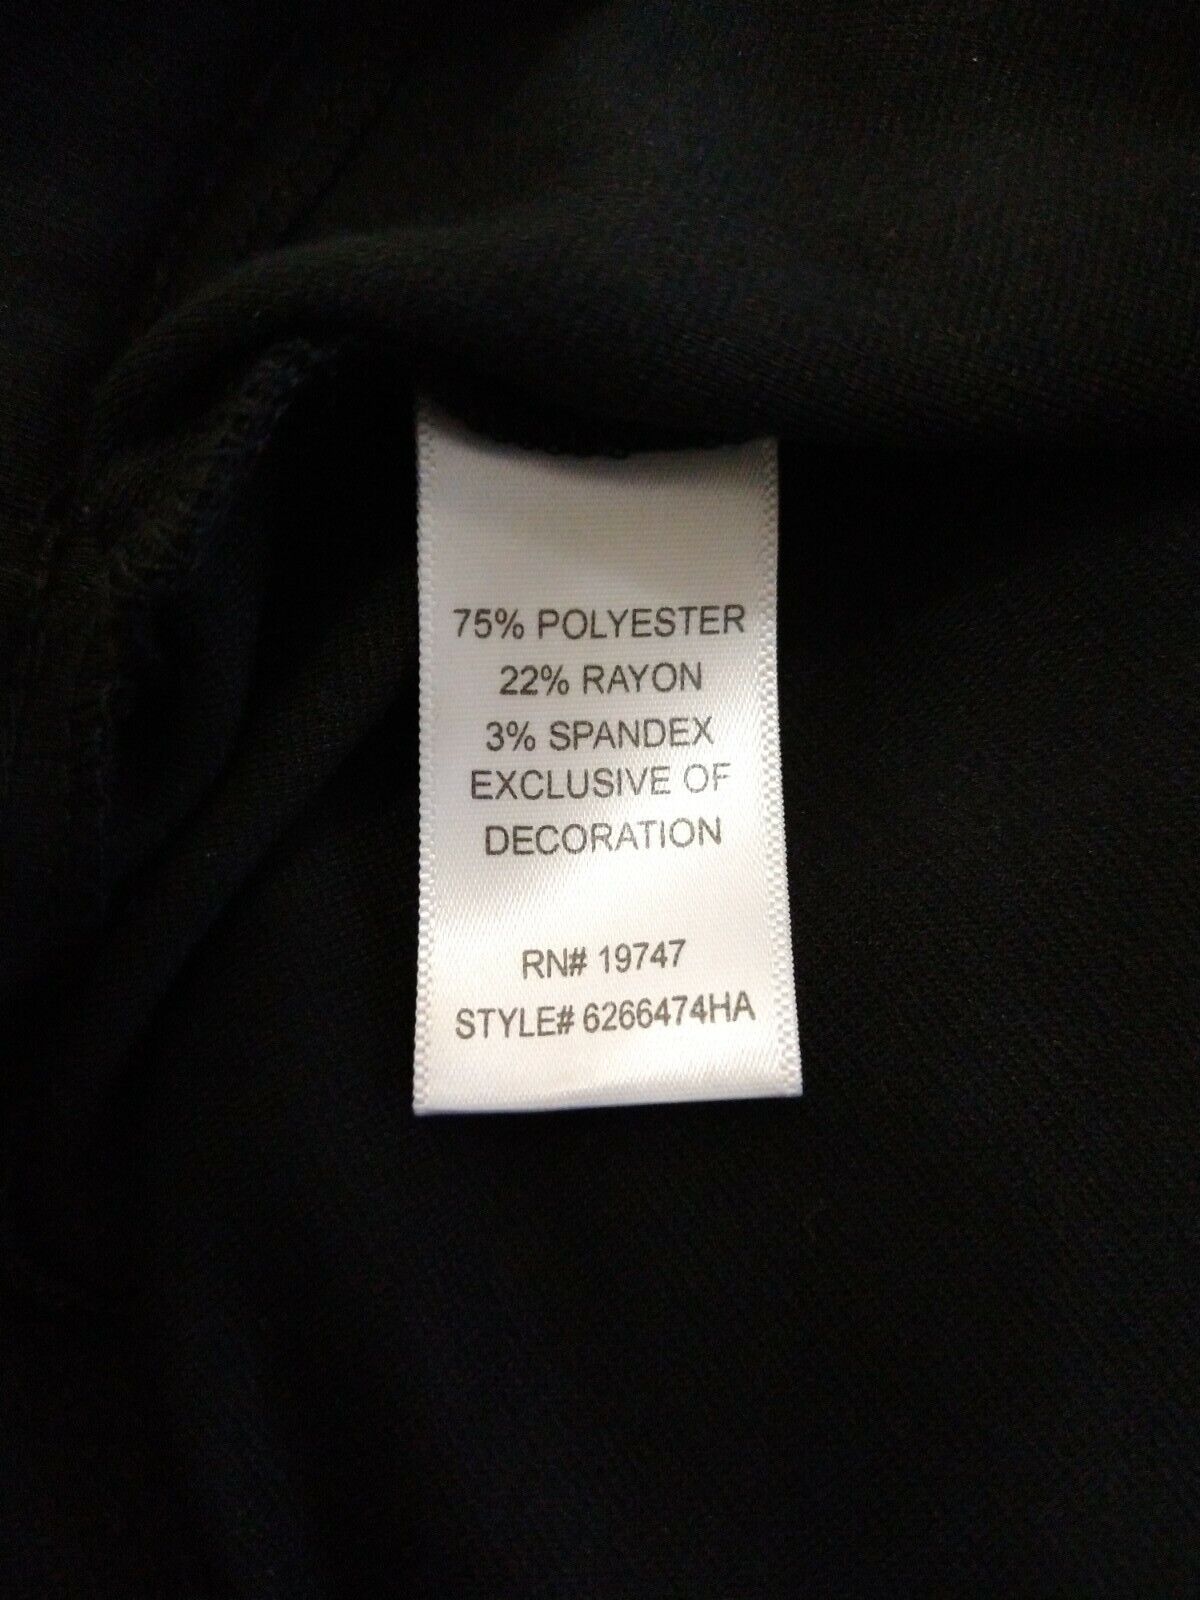 75% POLYESTER
22% RAYON
3% SPANDEX
EXCLUSIVE OF
DECORATION
RN# 19747
STYLE# 6266474HA